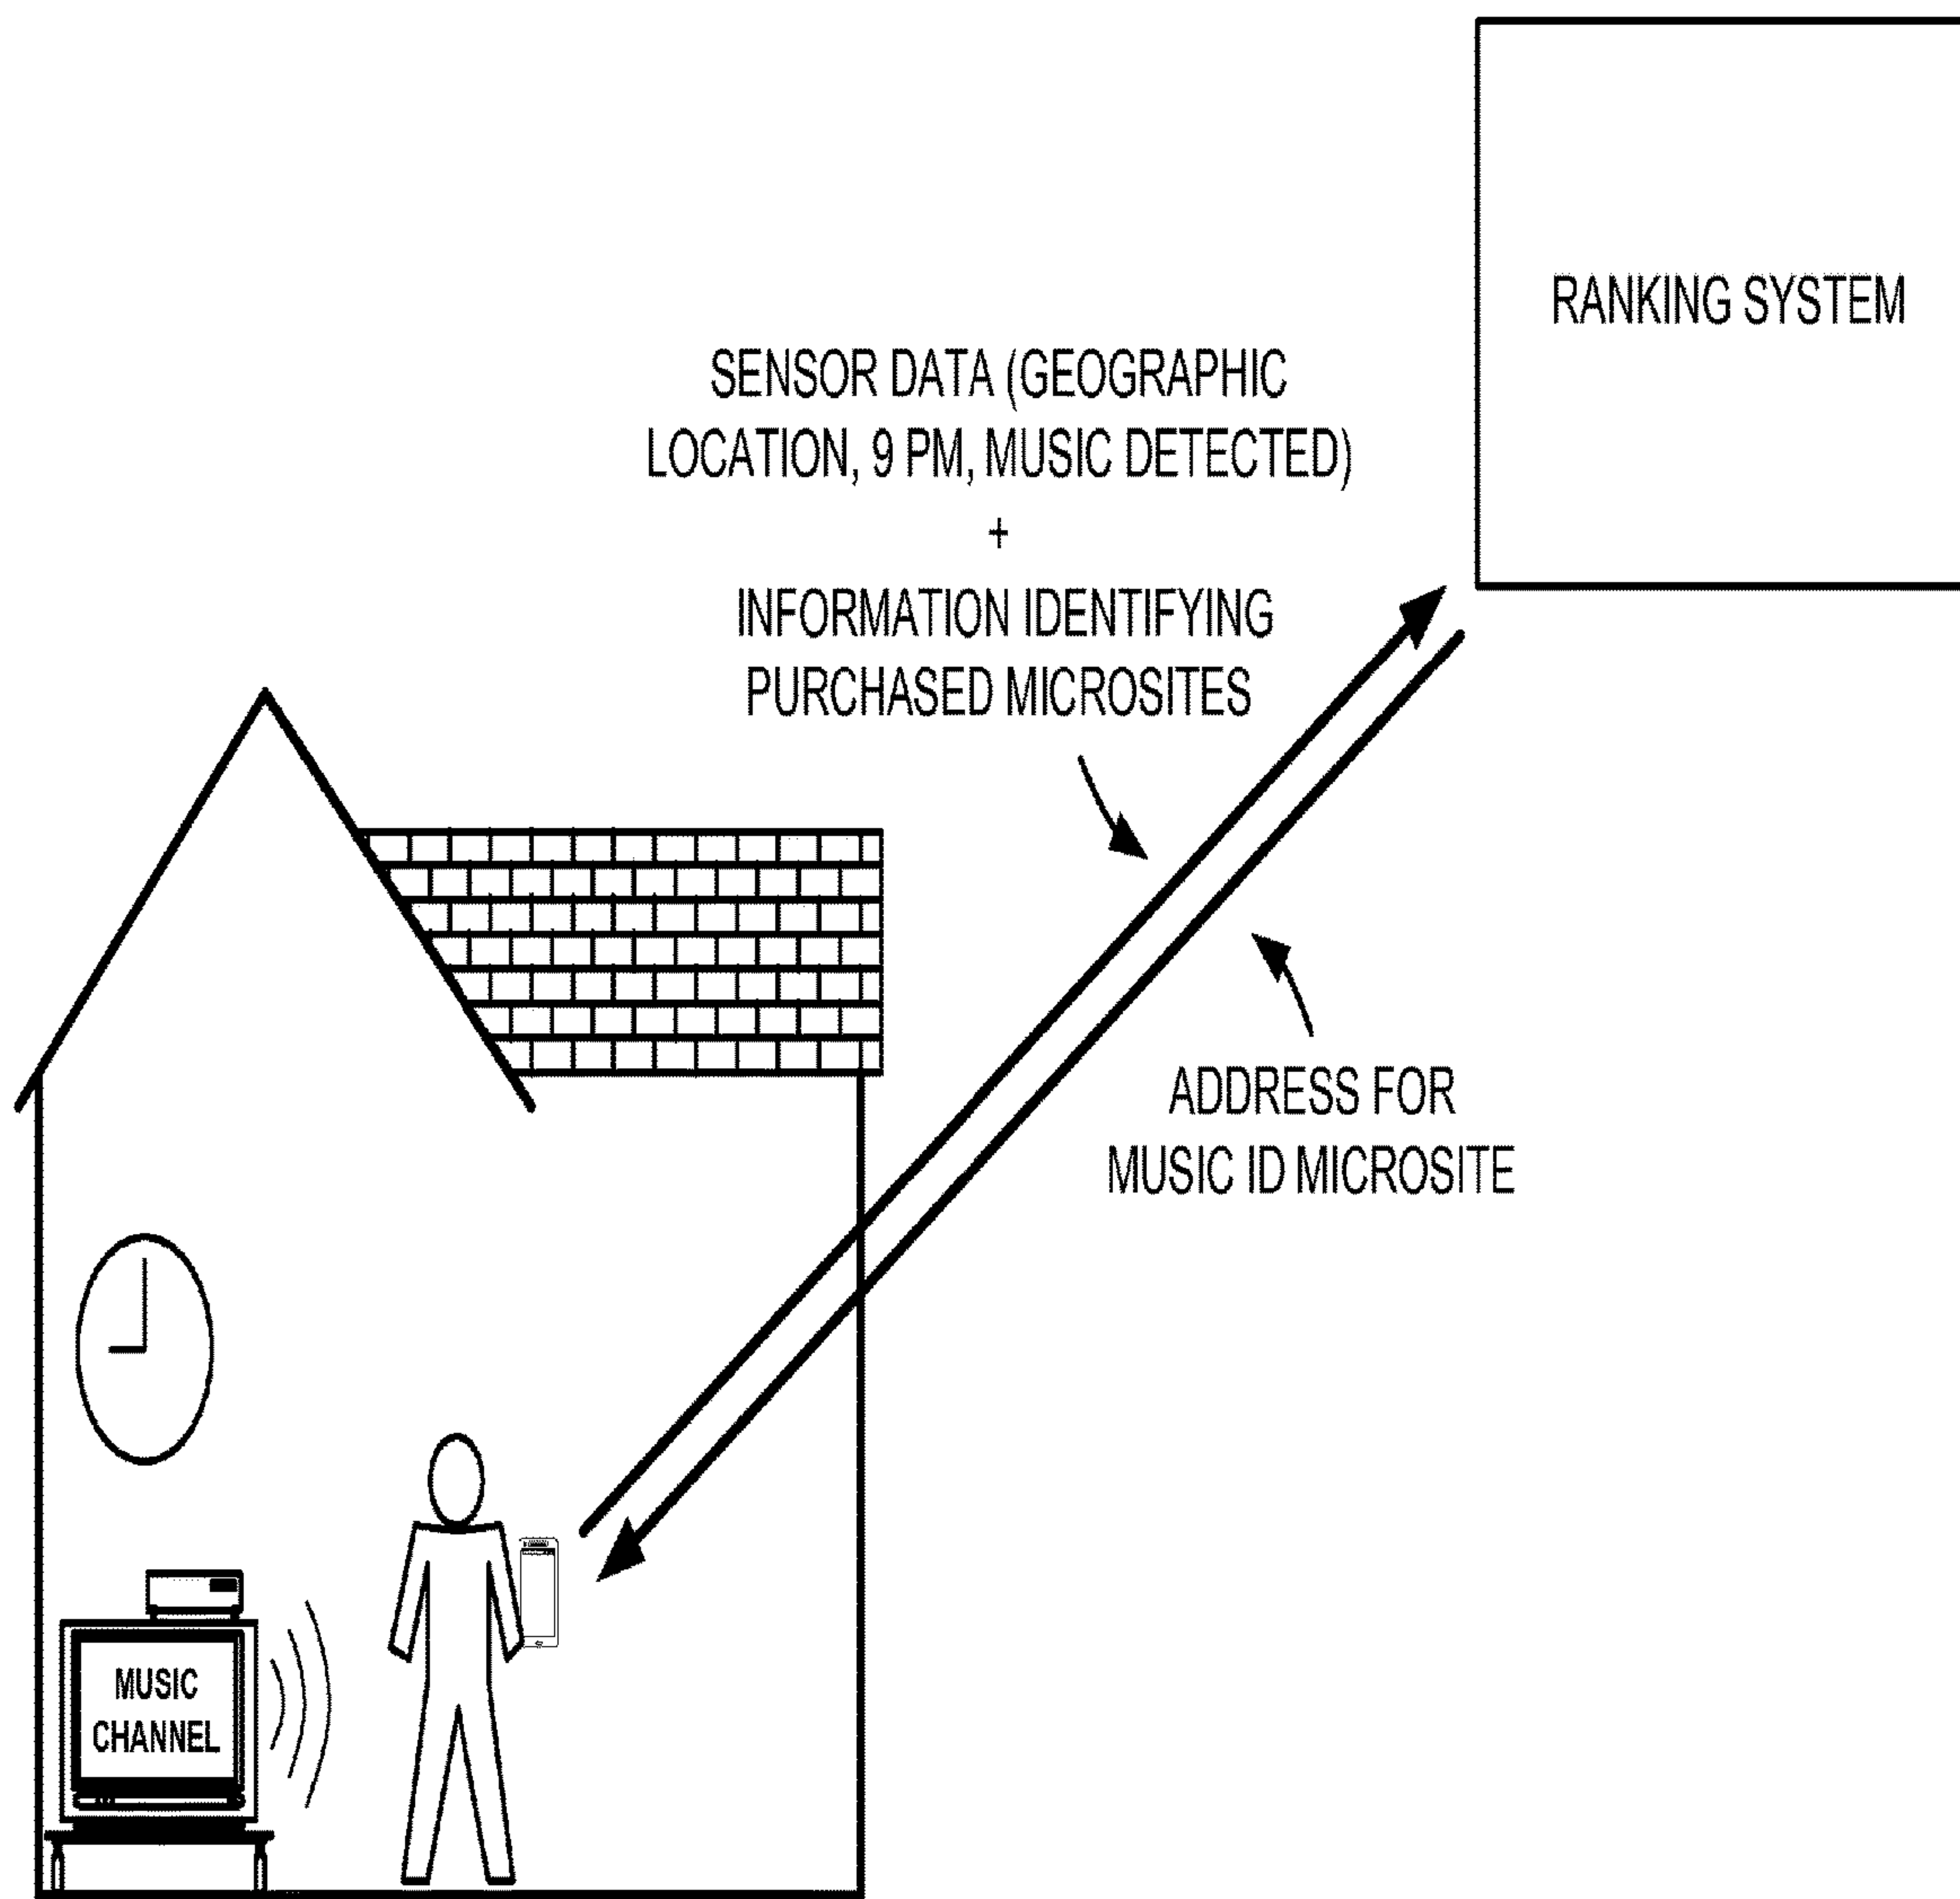 RANKING SYSTEM
SENSOR DATA (GEOGRAPHIC
LOCATION, 9 PM, MUSIC DETECTED)
+
INFORMATION IDENTIFYING
PURCHASED MICROSITES
ADDRESS FOR
MUSIC ID MICROSITE
MUSIC
CHANNEL